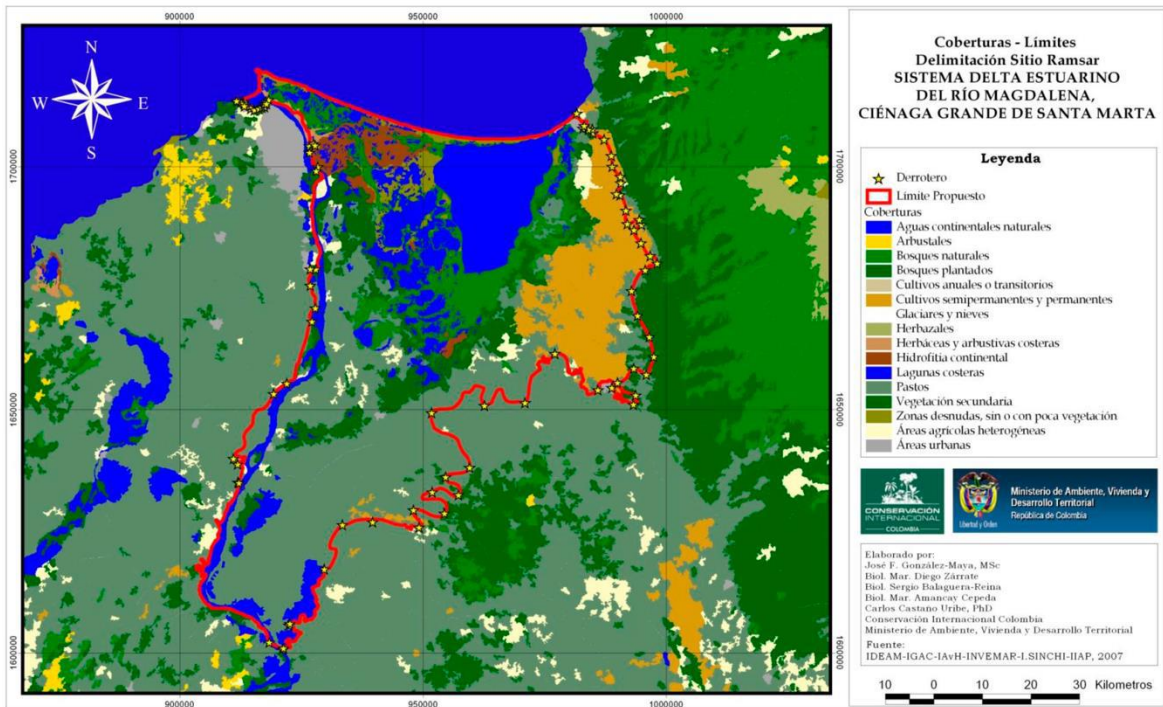 900000 950000 1000000
N
W E
S
1700000 1700000
1650000 1650000
1600000 1600000
900000 950000 1000000
Coberturas - Límites
Delimitación Sitio Ramsar
SISTEMA DELTA ESTUARINO
DEL RÍO MAGDALENA,
CIÉNAGA GRANDE DE SANTA MARTA
Leyenda
Derrotero
Límite Propuesto
Coberturas
Aguas continentales naturales
Arbustales
Bosques naturales
Bosques plantados
Cultivos anuales o transitorios
Cultivos semipermanentes y permanentes
Glaciares y nieves
Herbazales
Herbáceas y arbustivas costeras
Hidrofitia continental
Lagunas costeras
Pastos
Vegetación secundaria
Zonas desnudas, sin o con poca vegetación
Áreas agrícolas heterogéneas
Áreas urbanas
CONSERVACIÓN
INTERNACIONAL
COLOMBIA
Libertad y Orden
Ministerio de Ambiente, Vivienda y
Desarrollo Territorial
República de Colombia
Elaborado por:
José F. González-Maya, MSc
Biol. Mar. Diego Zárrate
Biol. Sergio Balaguera-Reina
Biol. Mar. Amancay Cepeda
Carlos Castano Uribe, PhD
Conservación Internacional Colombia
Ministerio de Ambiente, Vivienda y Desarrollo Territorial
Fuente:
IDEAM-IGAC-IAvH-INVEMAR-I.SINCHI-IIAP, 2007
10 0 10 20 30 Kilometros